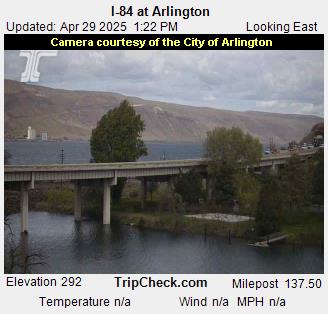 I-84 at Arlington
Updated: Apr 29 2025 1:22 PM Looking East
Camera courtesy of the City of Arlington
Elevation 292 TripCheck.com Milepost 137.50
Temperature n/a Wind n/a MPH n/a